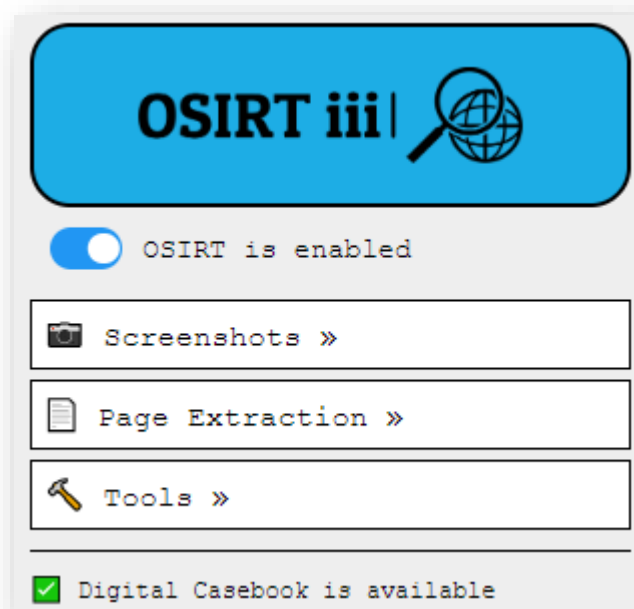 OSIRT iii|
OSIRT is enabled
Screenshots »
Page Extraction »
Tools »
Digital Casebook is available